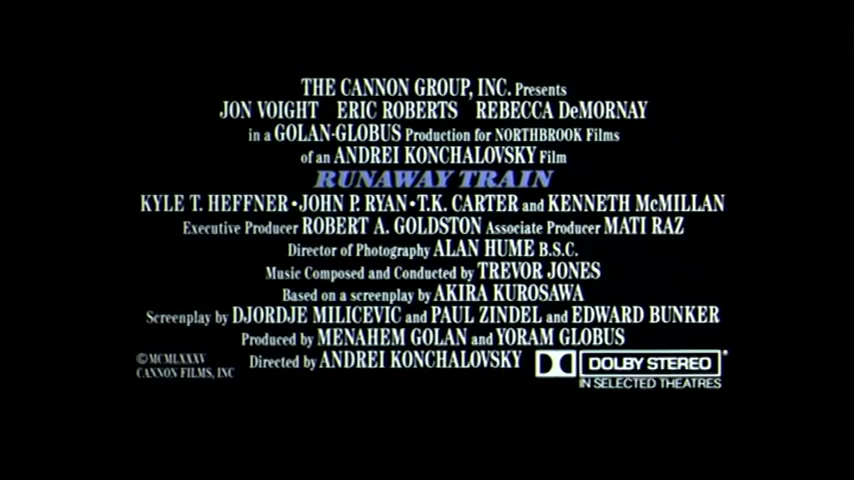 THE CANNON GROUP, INC. Presents
JON VOIGHT ERIC ROBERTS REBECCA DeMORNAY
in a GOLAN-GLOBUS Production for NORTHBROOK Films
of an ANDREI KONCHALOVSKY Film
RUNAWAY TRAIN
KYLE T. HEFFNER • JOHN P. RYAN • T.K. CARTER and KENNETH McMILLAN
Executive Producer ROBERT A. GOLDSTON Associate Producer MATI RAZ
Director of Photography ALAN HUME B.S.C.
Music Composed and Conducted by TREVOR JONES
Based on a screenplay by AKIRA KUROSAWA
Screenplay by DJORDJE MILICEVIC and PAUL ZINDEL and EDWARD BUNKER
Produced by MENAHEM GOLAN and YORAM GLOBUS
Directed by ANDREI KONCHALOVSKY
©MCMLXXXV
CANNON FILMS, INC
DOLBY STEREO
IN SELECTED THEATRES